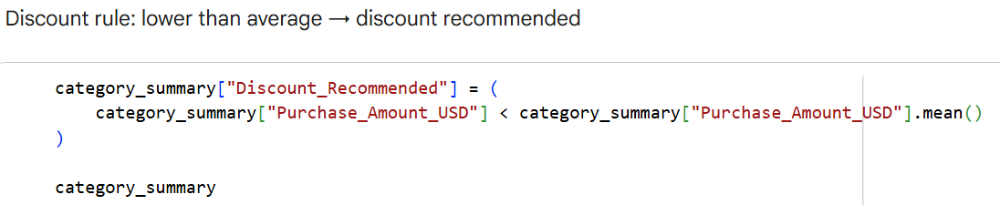 Discount rule: lower than average → discount recommended
category_summary["Discount_Recommended"] = (
    category_summary["Purchase_Amount_USD"] < category_summary["Purchase_Amount_USD"].mean()
)
category_summary